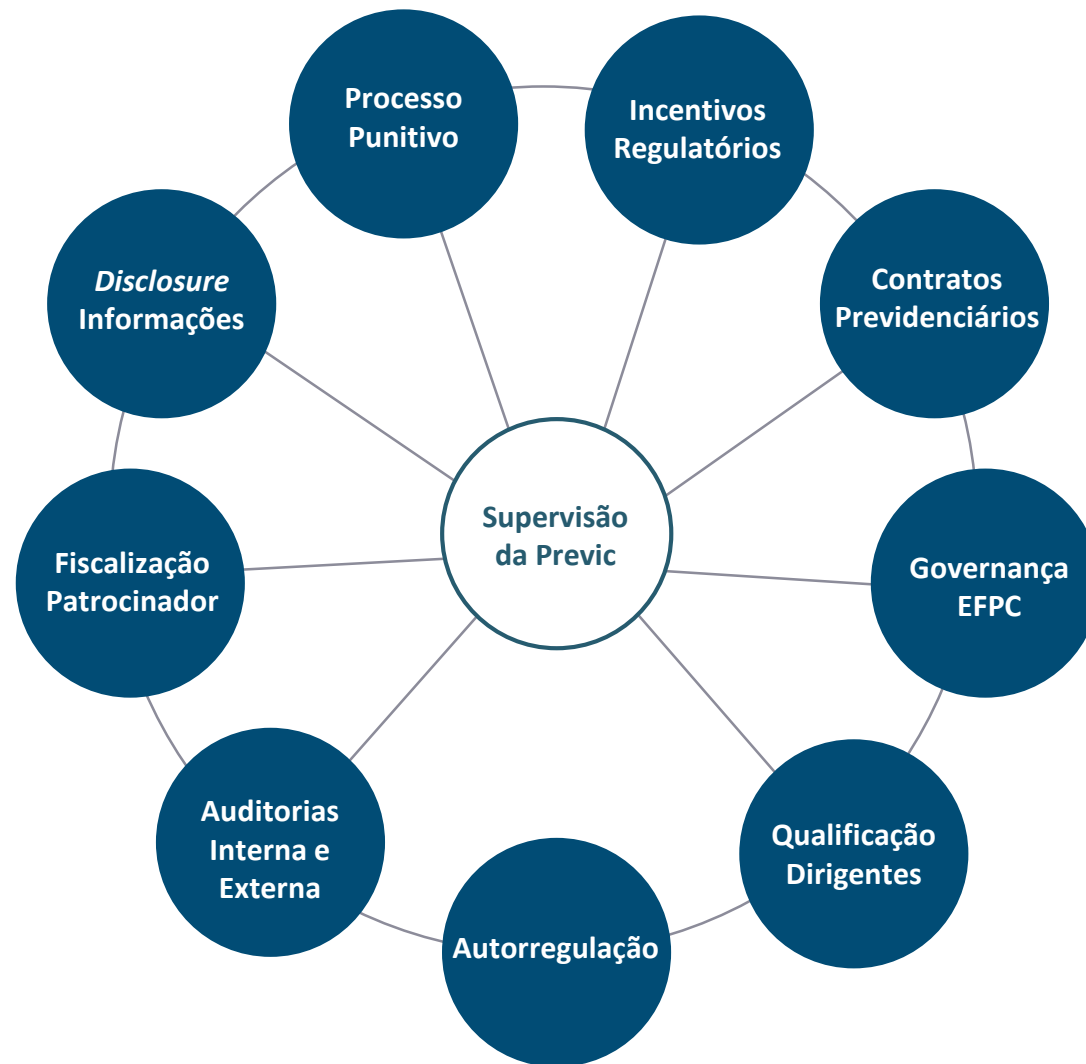 Processo
Punitivo
Incentivos
Regulatórios
Disclosure
Informações
Contratos
Previdenciários
Supervisão
da Previc
Fiscalização
Patrocinador
Governança
EFPC
Auditorias
Interna e
Externa
Qualificação
Dirigentes
Autorregulação